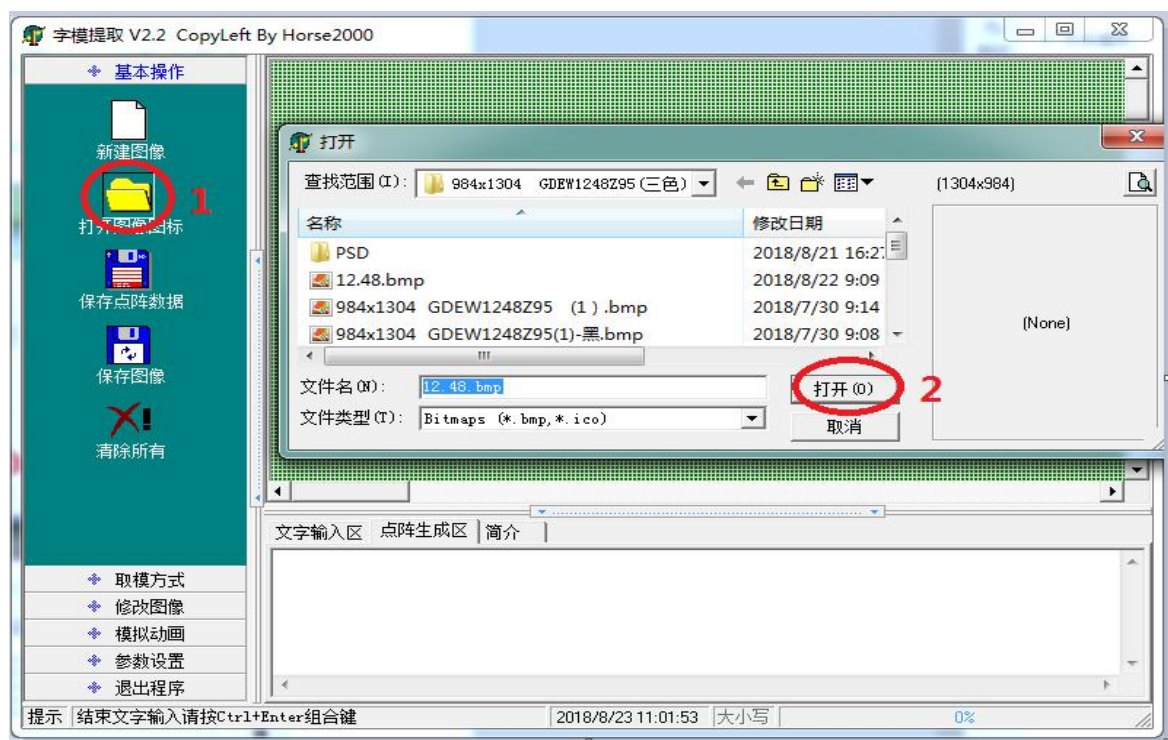 字模提取 V2.2 CopyLeft By Horse2000
基本操作
新建图像
1
打开图像图标
保存点阵数据
保存图像
清除所有
取模方式
修改图像
模拟动画
参数设置
退出程序
打开
查找范围(I):
984x1304 GDEW1248Z95(三色)
(1304x984)
名称
修改日期
PSD
2018/8/21 16:27
12.48.bmp
2018/8/22 9:09
984x1304 GDEW1248Z95 (1).bmp
2018/7/30 9:14
984x1304 GDEW1248Z95(1)-黑.bmp
2018/7/30 9:08
(None)
文件名(N):
12.48.bmp
打开(O)
2
文件类型(T):
Bitmaps (*.bmp,*.ico)
取消
文字输入区
点阵生成区
简介
提示
结束文字输入请按Ctrl+Enter组合键
2018/8/23 11:01:53
大小写
0%